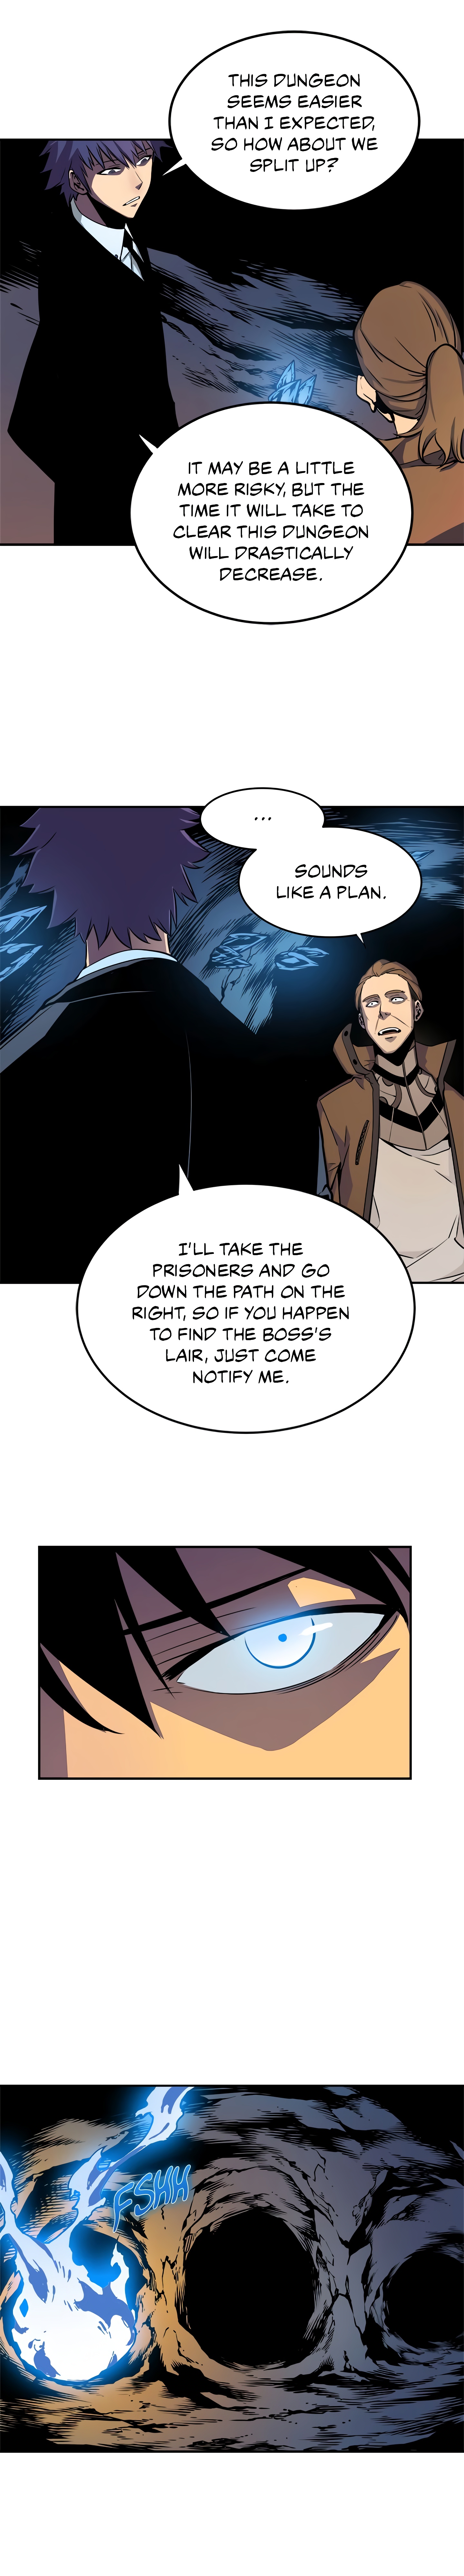 THIS DUNGEON
SEEMS EASIER
THAN I EXPECTED,
SO HOW ABOUT WE
SPLIT UP?
IT MAY BE A LITTLE
MORE RISKY, BUT THE
TIME IT WILL TAKE TO
CLEAR THIS DUNGEON
WILL DRASTICALLY
DECREASE.
...
SOUNDS
LIKE A PLAN.
I'LL TAKE THE
PRISONERS AND GO
DOWN THE PATH ON THE
RIGHT, SO IF YOU HAPPEN
TO FIND THE BOSS'S
LAIR, JUST COME
NOTIFY ME.
FSHH